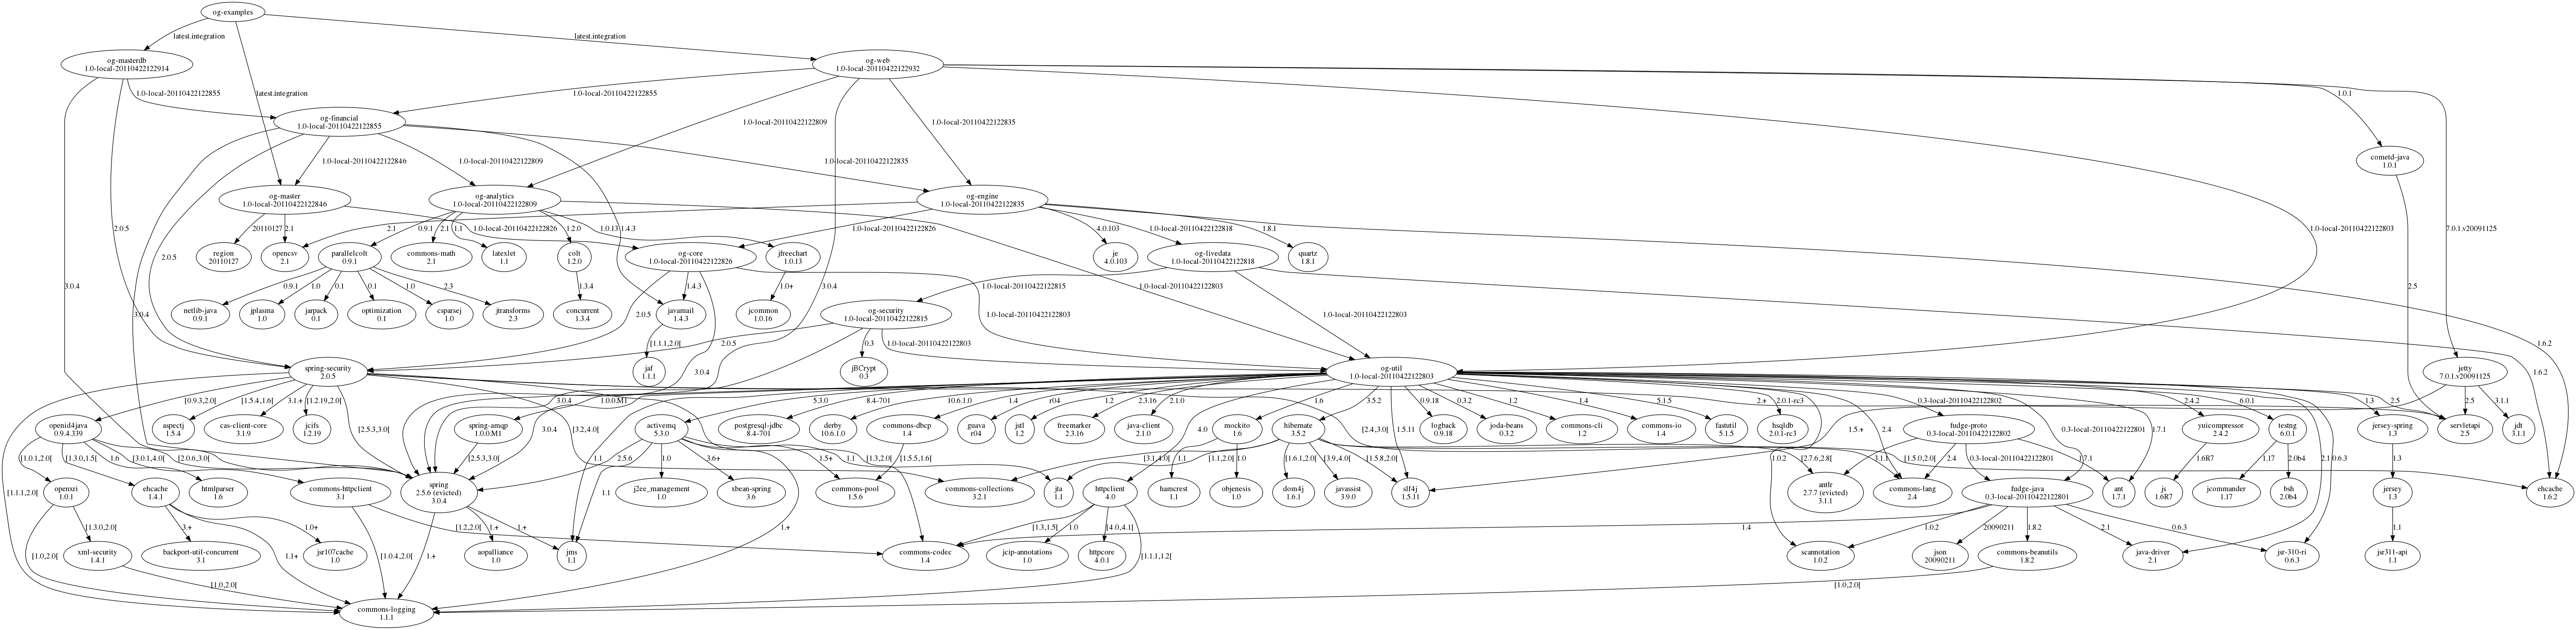 og-examples
latest.integration
latest.integration
og-masterdb
1.0-local-20110422122914
og-web
1.0-local-20110422122932
3.0.4
2.0.5
1.0-local-20110422122855
latest.integration
1.0-local-20110422122855
1.0-local-20110422122809
3.0.4
1.0-local-20110422122835
1.0-local-20110422122803
1.0.1
7.0.1.v20091125
og-financial
1.0-local-20110422122855
3.0.4
2.0.5
1.0-local-20110422122846
1.0-local-20110422122809
1.4.3
1.0-local-20110422122835
cometd-java
1.0.1
2.5
og-master
1.0-local-20110422122846
og-analytics
1.0-local-20110422122809
og-engine
1.0-local-20110422122835
20110127
2.1
1.0-local-20110422122826
0.9.1
2.1
1.1
1.2.0
1.0.13
1.0-local-20110422122803
2.1
1.0-local-20110422122826
4.0.103
1.0-local-20110422122818
1.8.1
1.6.2
region
20110127
opencsv
2.1
parallelcolt
0.9.1
commons-math
2.1
latexlet
1.1
colt
1.2.0
og-core
1.0-local-20110422122826
jfreechart
1.0.13
je
4.0.103
og-livedata
1.0-local-20110422122818
quartz
1.8.1
0.9.1
1.0
0.1
0.1
1.0
2.3
1.3.4
2.0.5
1.4.3
3.0.4
1.0-local-20110422122803
1.0+
1.0-local-20110422122815
1.0-local-20110422122803
1.6.2
netlib-java
0.9.1
jplasma
1.0
jarpack
0.1
optimization
0.1
csparsej
1.0
jtransforms
2.3
concurrent
1.3.4
javamail
1.4.3
jcommon
1.0.16
og-security
1.0-local-20110422122815
[1.1.1,2.0[
2.0.5
3.0.4
0.3
1.0-local-20110422122803
spring-security
2.0.5
jaf
1.1.1
jBCrypt
0.3
og-util
1.0-local-20110422122803
jetty
7.0.1.v20091125
[1.1.1,2.0[
[0.9.3,2.0[
[1.5.4,1.6[
3.1.+
[1.2.19,2.0[
[2.5.3,3.0[
[3.2,4.0[
[1.3,2.0[
[2.4,3.0[
3.0.4
1.0.0.M1
1.1
5.3.0
8.4-701
10.6.1.0
1.4
r04
1.2
2.3.16
2.1.0
4.0
1.6
3.5.2
1.5.11
0.9.18
0.3.2
1.2
1.4
5.1.5
2.0.1-rc3
1.0.2
2.4
0.3-local-20110422122802
0.3-local-20110422122801
1.7.1
2.4.2
6.0.1
2.1
0.6.3
1.3
2.5
2.+
1.5.+
2.5
3.1.1
openid4java
0.9.4.339
aspectj
1.5.4
cas-client-core
3.1.9
jcifs
1.2.19
spring-amqp
1.0.0.M1
activemq
5.3.0
postgresql-jdbc
8.4-701
derby
10.6.1.0
commons-dbcp
1.4
guava
r04
jstl
1.2
freemarker
2.3.16
java-client
2.1.0
mockito
1.6
hibernate
3.5.2
logback
0.9.18
joda-beans
0.3.2
commons-cli
1.2
commons-io
1.4
fastutil
5.1.5
hsqldb
2.0.1-rc3
fudge-proto
0.3-local-20110422122802
yuicompressor
2.4.2
testng
6.0.1
jersey-spring
1.3
servletapi
2.5
jdt
3.1.1
[1.0.1,2.0[
[1.3.0,1.5[
1.6
[3.0.1,4.0[
[2.0.6,3.0[
[2.5.3,3.0[
2.5.6
1.1
1.0
3.6+
1.5+
1.1
1.+
[1.5.5,1.6[
1.1
1.0
[3.1,4.0[
[1.1,2.0[
[1.6.1,2.0[
[3.9,4.0[
[1.5.8,2.0[
[2.7.6,2.8[
[1.5.0,2.0[
3.1.1
2.4
0.3-local-20110422122801
1.7.1
1.6R7
1.17
2.0b4
1.3
openxri
1.0.1
ehcache
1.4.1
htmlparser
1.6
commons-httpclient
3.1
spring
2.5.6 (evicted)
3.0.4
j2ee_management
1.0
xbean-spring
3.6
commons-pool
1.5.6
commons-collections
3.2.1
jta
1.1
httpclient
4.0
hamcrest
1.1
objenesis
1.0
dom4j
1.6.1
javassist
3.9.0
slf4j
1.5.11
antlr
2.7.7 (evicted)
3.1.1
commons-lang
2.4
fudge-java
0.3-local-20110422122801
ant
1.7.1
js
1.6R7
jcommander
1.17
bsh
2.0b4
jersey
1.3
ehcache
1.6.2
[1.0,2.0[
[1.3.0,2.0[
3.+
1.1+
1.0+
[1.0.4,2.0[
[1.2,2.0[
1.+
1.+
1.+
[1.3,1.5[
1.0
[4.0,4.1[
[1.1.1,1.2[
1.4
1.0.2
20090211
1.8.2
2.1
0.6.3
1.1
xml-security
1.4.1
backport-util-concurrent
3.1
jsr107cache
1.0
aopalliance
1.0
jms
1.1
commons-codec
1.4
jcip-annotations
1.0
httpcore
4.0.1
scannotation
1.0.2
json
20090211
commons-beanutils
1.8.2
java-driver
2.1
jsr-310-ri
0.6.3
jsr311-api
1.1
[1.0,2.0[
[1.0,2.0[
commons-logging
1.1.1